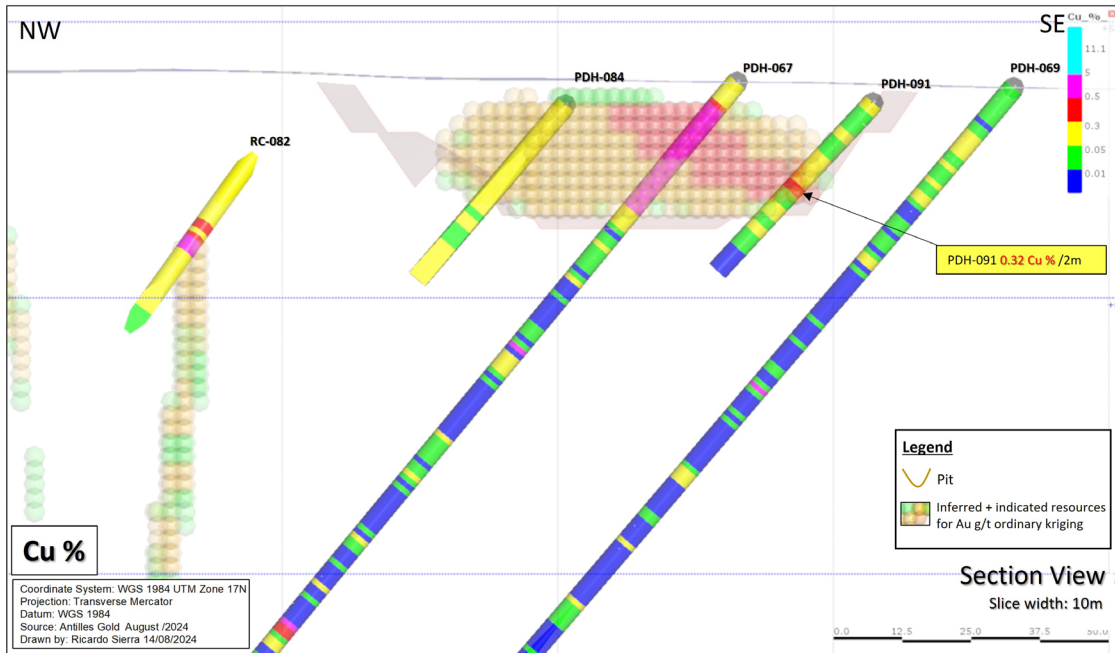 NW
SE
Cu_%_
11.1
5
0.5
0.3
0.05
0.01
PDH-084
PDH-067
PDH-091
PDH-069
RC-082
PDH-091 0.32 Cu % /2m
Legend
Pit
Inferred + indicated resources
for Au g/t ordinary kriging
Cu %
Coordinate System: WGS 1984 UTM Zone 17N
Projection: Transverse Mercator
Datum: WGS 1984
Source: Antilles Gold August /2024
Drawn by: Ricardo Sierra 14/08/2024
Section View
Slice width: 10m
0.0 12.5 25.0 37.5 50.0